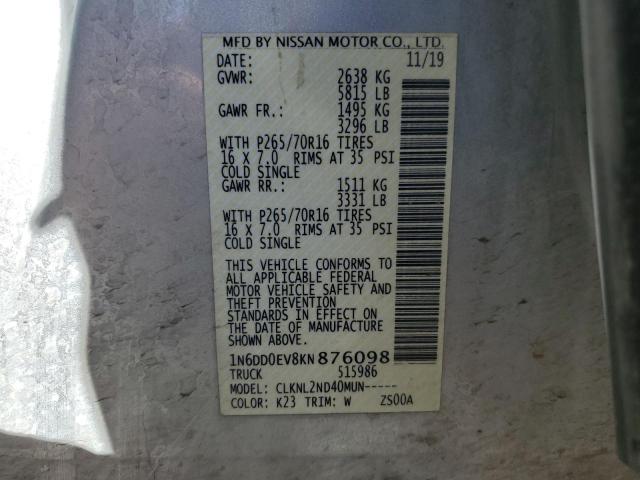 MFD BY NISSAN MOTOR CO., LTD.
DATE: 11/19
GVWR: 2638 KG
5815 LB
GAWR FR.: 1495 KG
3296 LB
WITH P265/70R16 TIRES
16 X 7.0 RIMS AT 35 PSI
COLD SINGLE
GAWR RR.: 1511 KG
3331 LB
WITH P265/70R16 TIRES
16 X 7.0 RIMS AT 35 PSI
COLD SINGLE
THIS VEHICLE CONFORMS TO
ALL APPLICABLE FEDERAL
MOTOR VEHICLE SAFETY AND
THEFT PREVENTION
STANDARDS IN EFFECT ON
THE DATE OF MANUFACTURE
SHOWN ABOVE.
1N6DD0EV8KN876098
TRUCK 515986
MODEL: CLKNL2ND40MUN-----
COLOR: K23 TRIM: W ZS00A